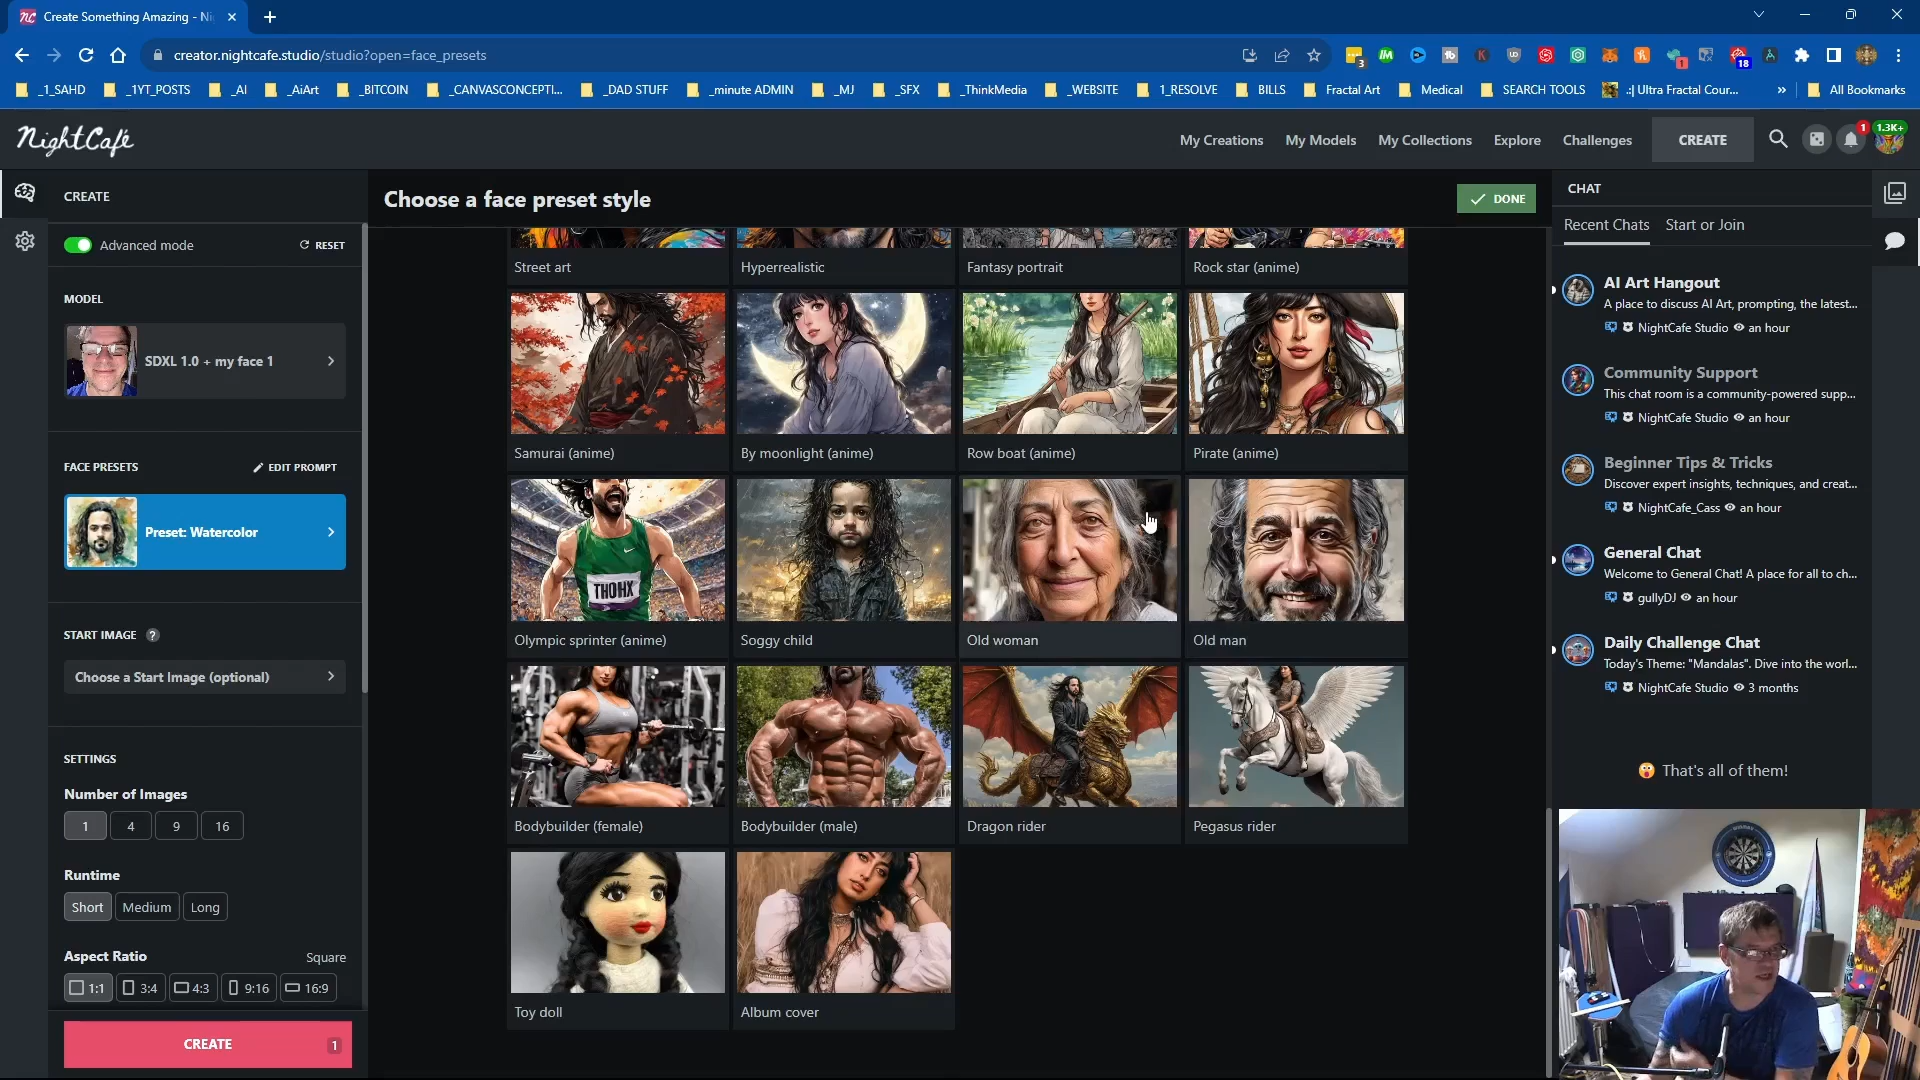 Create Something Amazing - Ni
creator.nightcafe.studio/studio?open=face_presets
3
1
18
_1_SAHD
_1YT_POSTS
_AI
_AiArt
_BITCOIN
_CANVASCONCEPTI...
_DAD STUFF
_minute ADMIN
_MJ
_SFX
_ThinkMedia
_WEBSITE
1_RESOLVE
BILLS
Fractal Art
Medical
SEARCH TOOLS
.:| Ultra Fractal Cour...
»
All Bookmarks
NightCafé
My Creations
My Models
My Collections
Explore
Challenges
CREATE
1
1.3K+
CREATE
Advanced mode
RESET
MODEL
SDXL 1.0 + my face 1
FACE PRESETS
EDIT PROMPT
Preset: Watercolor
START IMAGE ?
Choose a Start Image (optional)
SETTINGS
Number of Images
1 4 9 16
Runtime
Short Medium Long
Aspect Ratio Square
1:1 3:4 4:3 9:16 16:9
CREATE 1
Choose a face preset style
DONE
Street art
Hyperrealistic
Fantasy portrait
Rock star (anime)
Samurai (anime)
By moonlight (anime)
Row boat (anime)
Pirate (anime)
THOHX
Olympic sprinter (anime)
Soggy child
Old woman
Old man
Bodybuilder (female)
Bodybuilder (male)
Dragon rider
Pegasus rider
Toy doll
Album cover
CHAT
Recent Chats
Start or Join
AI Art Hangout
A place to discuss AI Art, prompting, the latest...
NightCafe Studio an hour
Community Support
This chat room is a community-powered supp...
NightCafe Studio an hour
Beginner Tips & Tricks
Discover expert insights, techniques, and creat...
NightCafe_Cass an hour
General Chat
Welcome to General Chat! A place for all to ch...
gullyDJ an hour
Daily Challenge Chat
Today's Theme: "Mandalas". Dive into the worl...
NightCafe Studio 3 months
That's all of them!